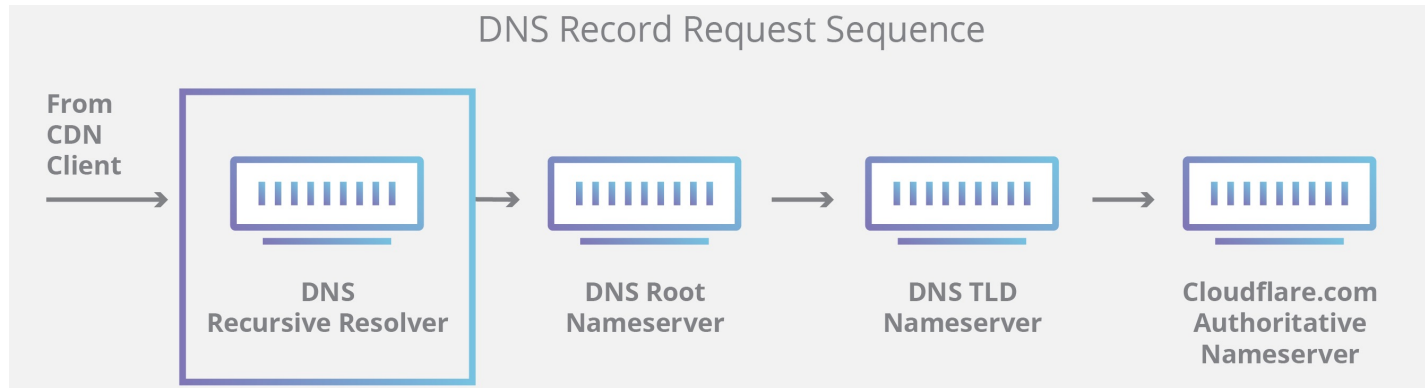 DNS Record Request Sequence
From
CDN
Client
DNS
Recursive Resolver
DNS Root
Nameserver
DNS TLD
Nameserver
Cloudflare.com
Authoritative
Nameserver